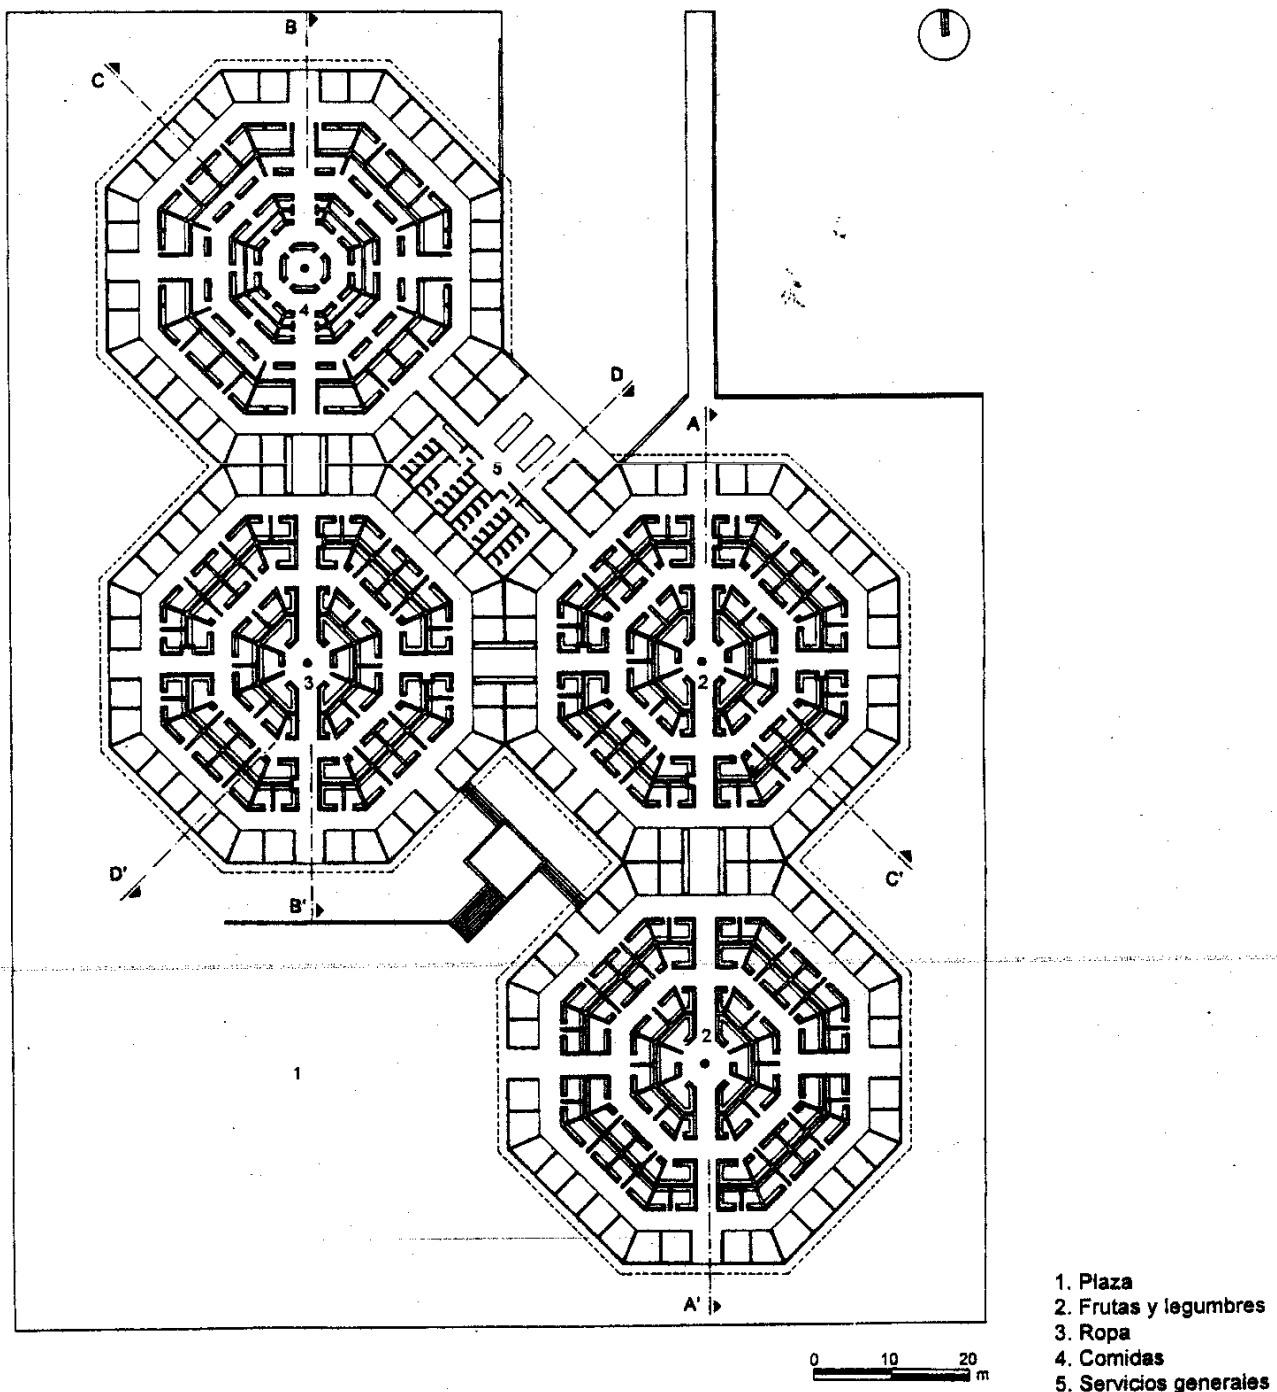 B
C
4
D
A
5
3
2
D'
C'
B'
2
1
A'
1. Plaza
2. Frutas y legumbres
3. Ropa
4. Comidas
5. Servicios generales
0 10 20
m